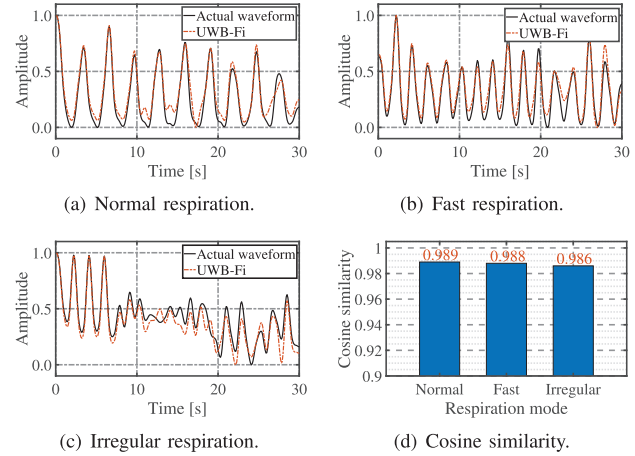 Actual waveform
UWB-Fi
Amplitude
1.0
0.5
0.0
0 10 20 30
Time [s]
(a) Normal respiration.
Actual waveform
UWB-Fi
Amplitude
1.0
0.5
0.0
0 10 20 30
Time [s]
(b) Fast respiration.
Actual waveform
UWB-Fi
Amplitude
1.0
0.5
0.0
0 10 20 30
Time [s]
(c) Irregular respiration.
Cosine similarity
1
0.98
0.96
0.94
0.92
0.9
0.989 0.988 0.986
Normal Fast Irregular
Respiration mode
(d) Cosine similarity.